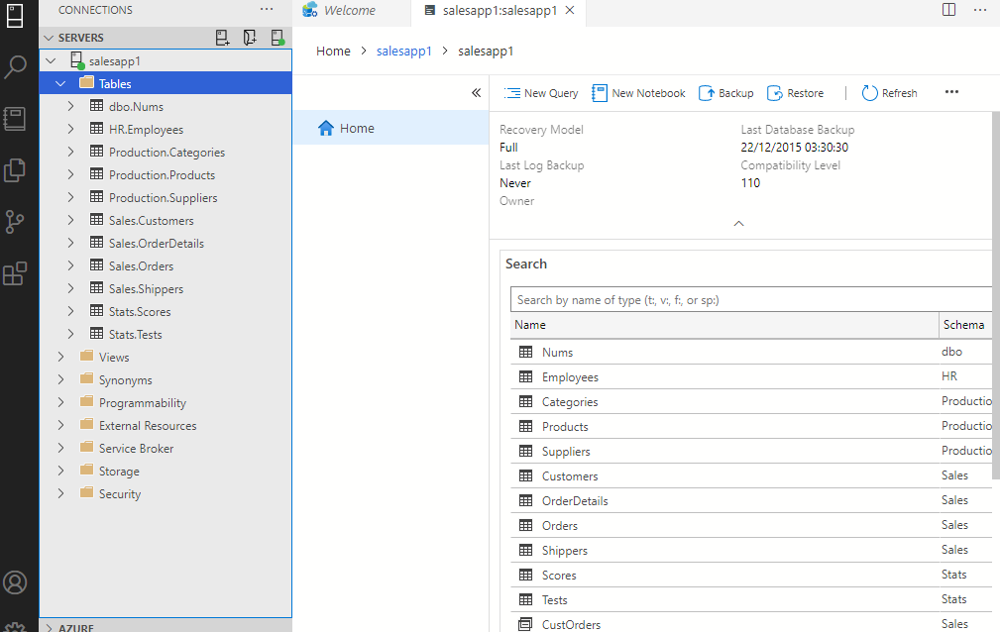 CONNECTIONS ...
SERVERS
salesapp1
Tables
dbo.Nums
HR.Employees
Production.Categories
Production.Products
Production.Suppliers
Sales.Customers
Sales.OrderDetails
Sales.Orders
Sales.Shippers
Stats.Scores
Stats.Tests
Views
Synonyms
Programmability
External Resources
Service Broker
Storage
Security
AZURE
Welcome
salesapp1:salesapp1
Home > salesapp1 > salesapp1
Home
New Query New Notebook Backup Restore | Refresh ...
Recovery Model
Full
Last Log Backup
Never
Owner
Last Database Backup
22/12/2015 03:30:30
Compatibility Level
110
Search
Search by name of type (t:, v:, f:, or sp:)
Name Schema
Nums dbo
Employees HR
Categories Productio
Products Productio
Suppliers Productio
Customers Sales
OrderDetails Sales
Orders Sales
Shippers Sales
Scores Stats
Tests Stats
CustOrders Sales